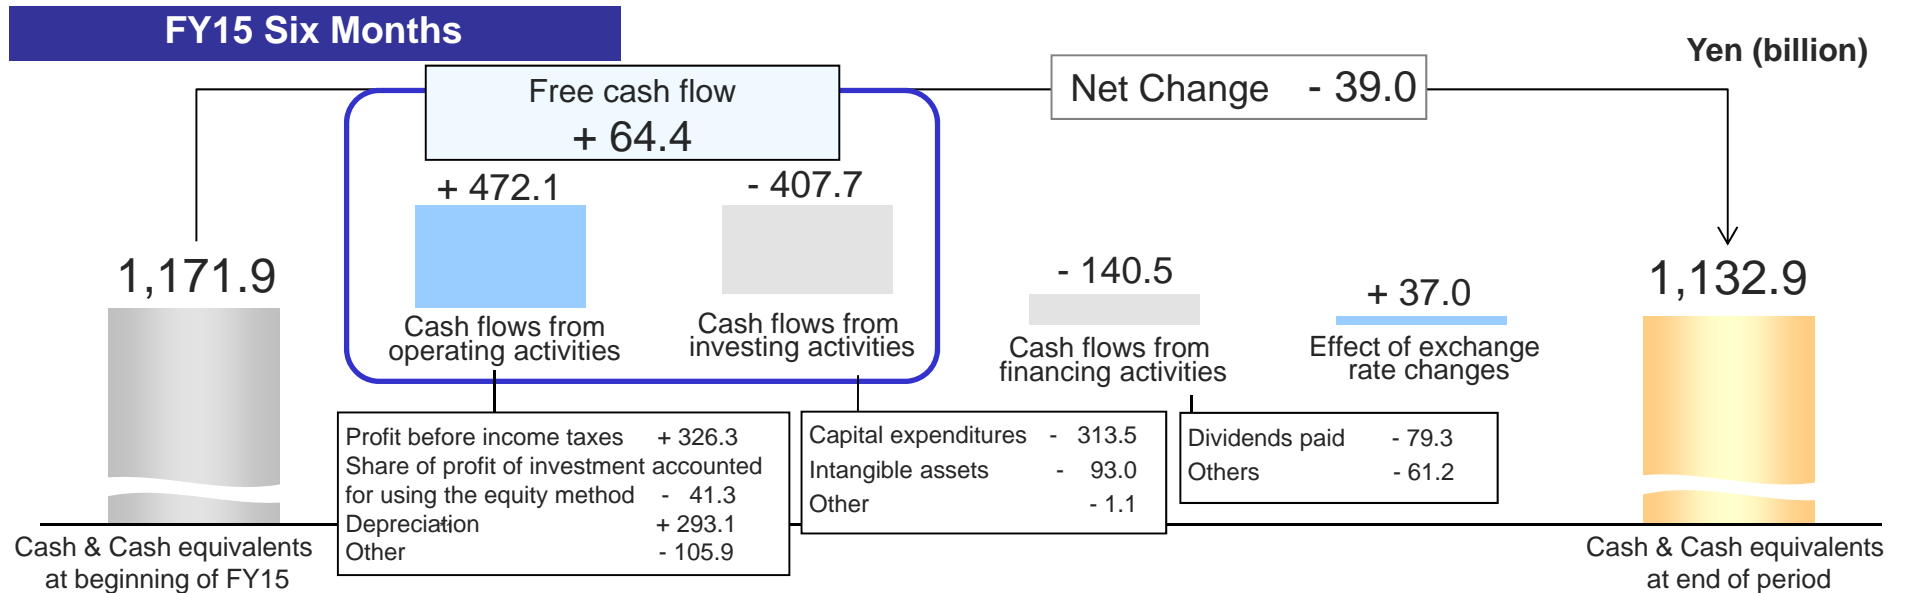 FY15 Six Months
Yen (billion)
Free cash flow
+ 64.4
Net Change - 39.0
+ 472.1
- 407.7
1,171.9
- 140.5
+ 37.0
1,132.9
Cash flows from
operating activities
Cash flows from
investing activities
Cash flows from
financing activities
Effect of exchange
rate changes
Profit before income taxes + 326.3
Share of profit of investment accounted
for using the equity method - 41.3
Depreciation + 293.1
Other - 105.9
Capital expenditures - 313.5
Intangible assets - 93.0
Other - 1.1
Dividends paid - 79.3
Others - 61.2
Cash & Cash equivalents
at beginning of FY15
Cash & Cash equivalents
at end of period